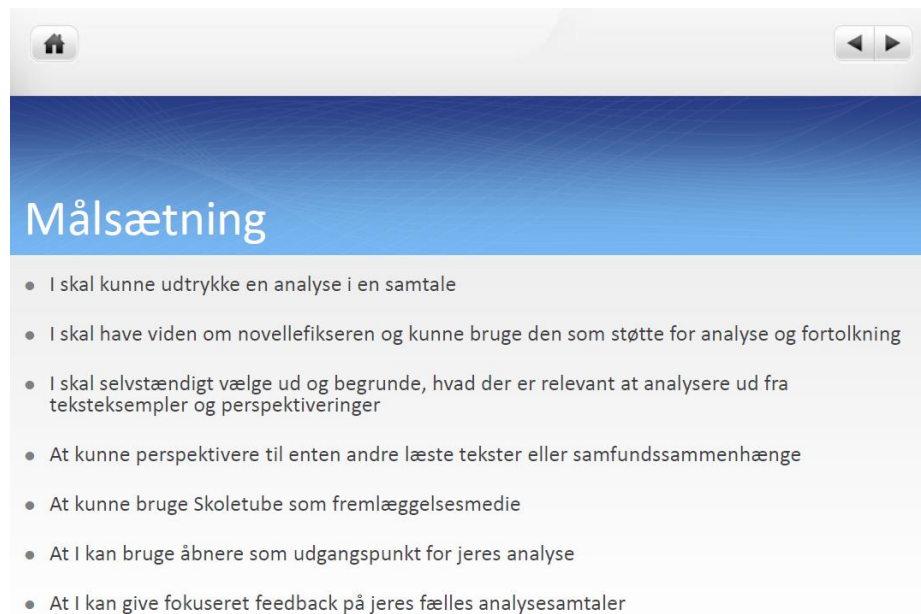 Målsætning
I skal kunne udtrykke en analyse i en samtale
I skal have viden om novellefikseren og kunne bruge den som støtte for analyse og fortolkning
I skal selvstændigt vælge ud og begrunde, hvad der er relevant at analysere ud fra
teksteksempler og perspektiveringer
At kunne perspektivere til enten andre læste tekster eller samfundssammenhænge
At kunne bruge Skoletube som fremlæggelsesmedie
At I kan bruge åbnere som udgangspunkt for jeres analyse
At I kan give fokuseret feedback på jeres fælles analysesamtaler